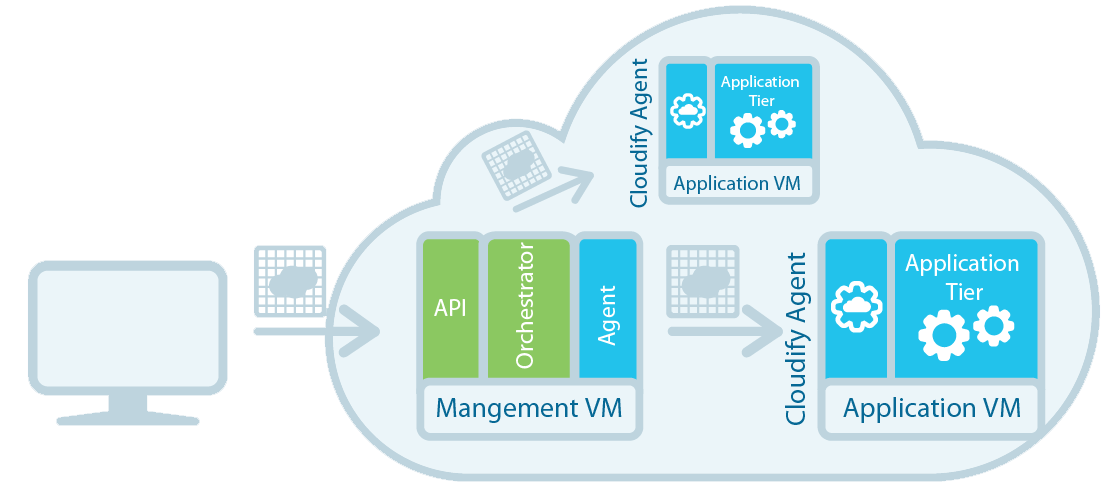 Cloudify Agent
Application
Tier
Application VM
API
Orchestrator
Agent
Mangement VM
Cloudify Agent
Application
Tier
Application VM